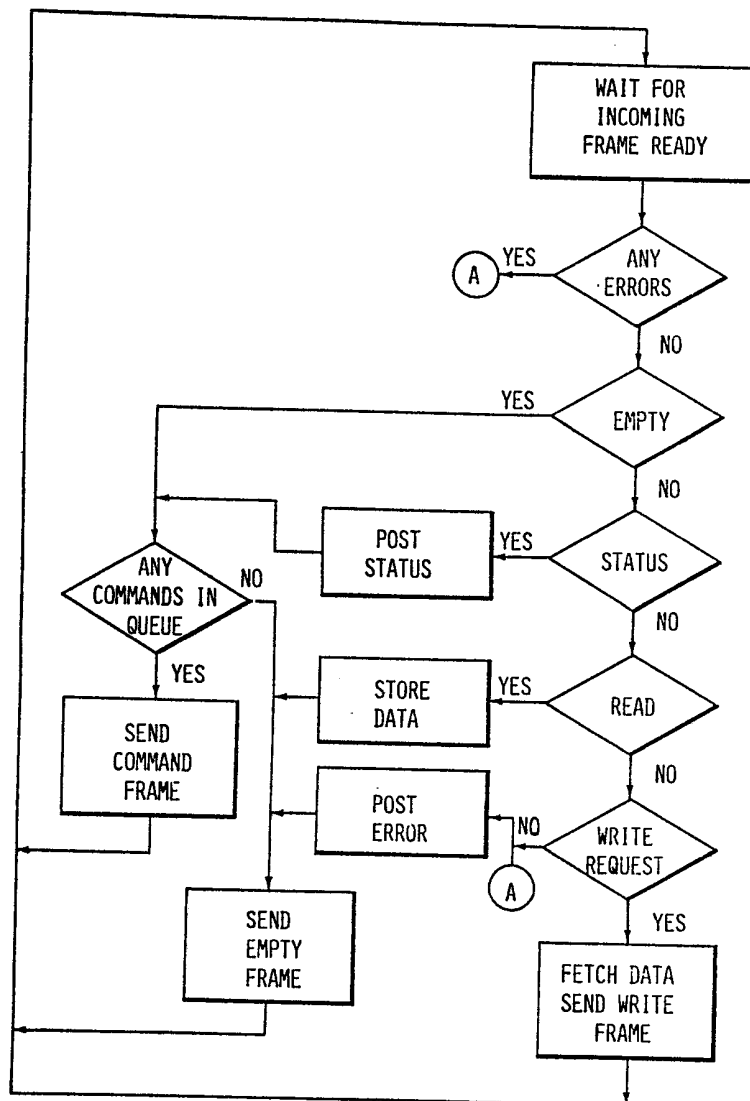 WAIT FOR
INCOMING
FRAME READY
A
YES
ANY
ERRORS
NO
YES
EMPTY
NO
POST
STATUS
YES
STATUS
NO
ANY
COMMANDS IN
QUEUE
NO
YES
STORE
DATA
YES
READ
NO
SEND
COMMAND
FRAME
POST
ERROR
NO
WRITE
REQUEST
A
YES
SEND
EMPTY
FRAME
FETCH DATA
SEND WRITE
FRAME